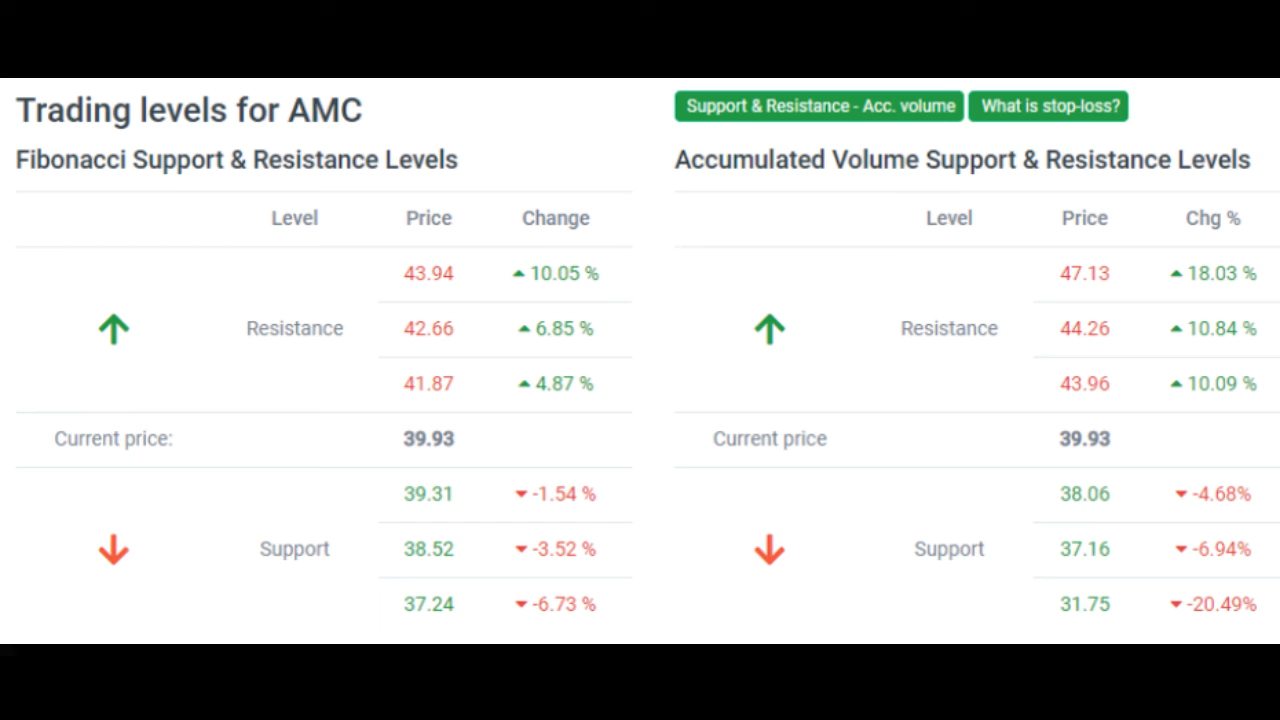 Trading levels for AMC
Fibonacci Support & Resistance Levels
Level Price Change
43.94 10.05 %
Resistance 42.66 6.85 %
41.87 4.87 %
Current price: 39.93
39.31 -1.54 %
Support 38.52 -3.52 %
37.24 -6.73 %
Support & Resistance - Acc. volume What is stop-loss?
Accumulated Volume Support & Resistance Levels
Level Price Chg %
47.13 18.03 %
Resistance 44.26 10.84 %
43.96 10.09 %
Current price 39.93
38.06 -4.68%
Support 37.16 -6.94%
31.75 -20.49%